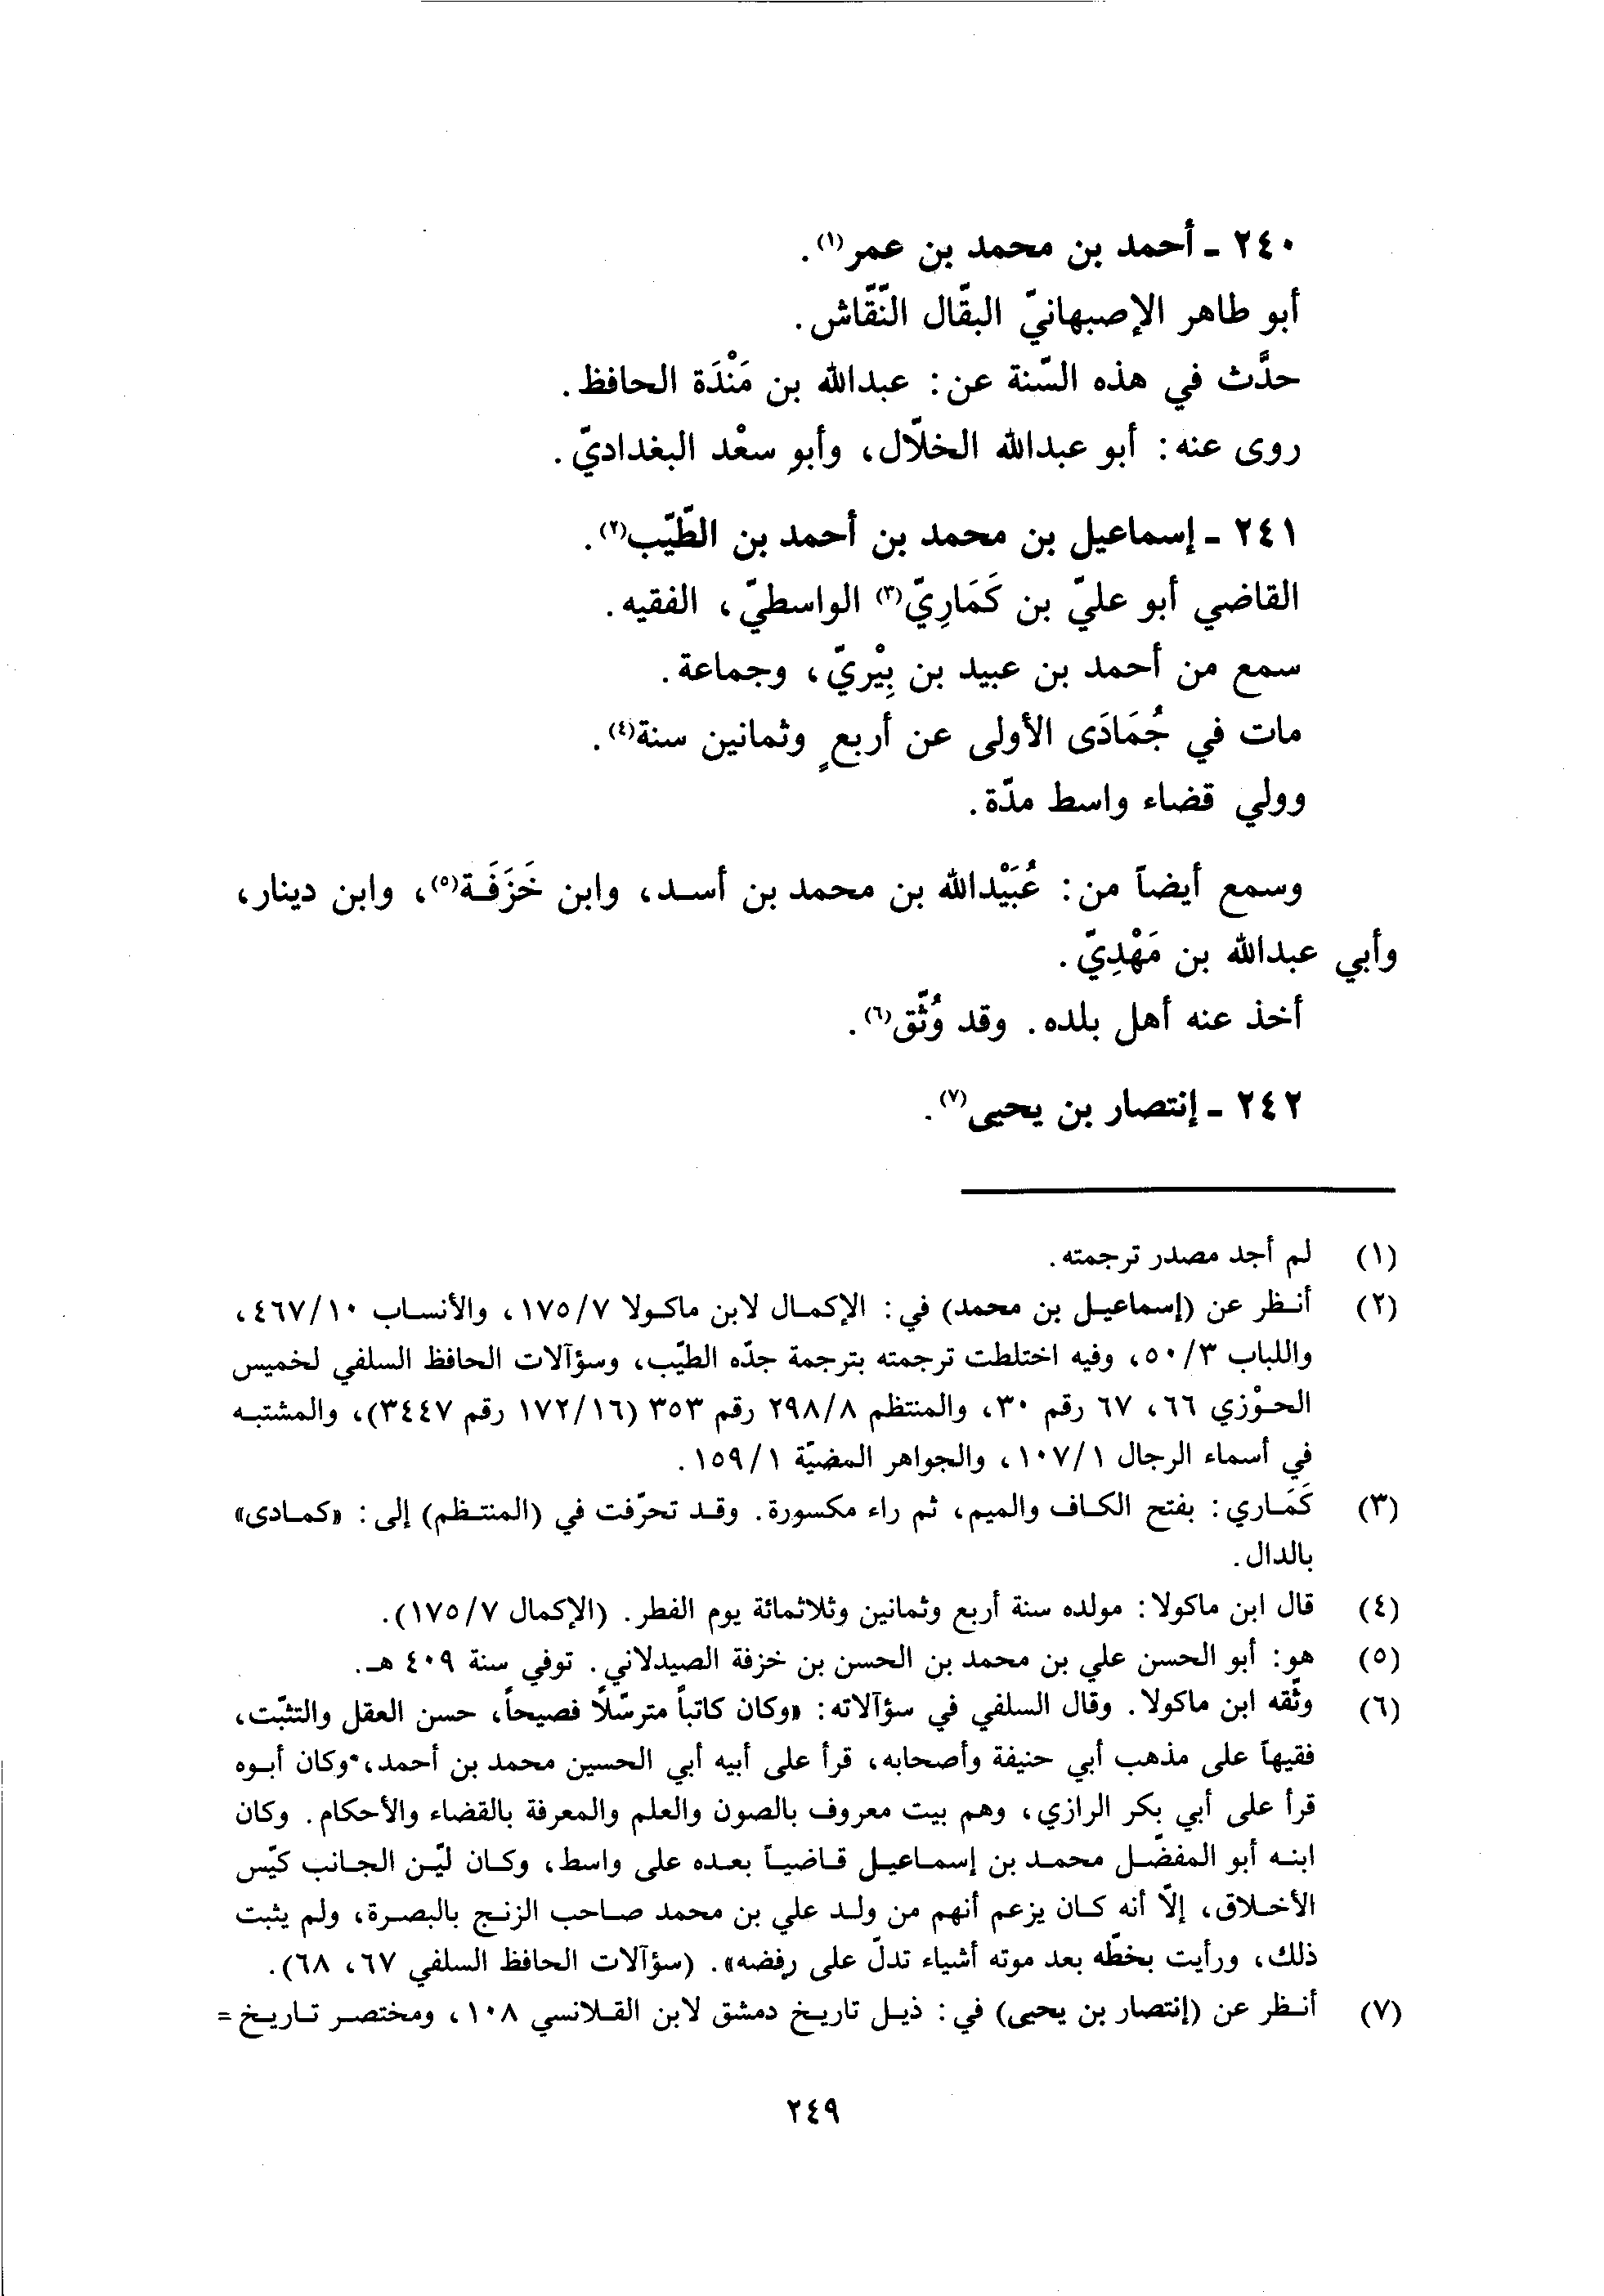 ٢٤٠ - أحمد بن محمد بن عمر(١).
أبو طاهر الإصبهانيّ البقّال النّقّاش.
حدَّث في هذه السّنة عن: عبدالله بن مَنْدَة الحافظ.
روى عنه: أبو عبدالله الخلّال، وأبو سعْد البغداديّ.
٢٤١ - إسماعيل بن محمد بن أحمد بن الطّيّب(٢).
القاضي أبو عليّ بن كَمَارِيّ(٣) الواسطيّ، الفقيه.
سمع من أحمد بن عبيد بن بِيْريّ، وجماعة.
مات في جُمَادَى الأولى عن أربعٍ وثمانين سنة(٤).
وولي قضاء واسط مدّة.
وسمع أيضاً من: عُبَيْدالله بن محمد بن أسد، وابن خَزَفَة(٥)، وابن دينار،
وأبي عبدالله بن مَهْدِيّ.
أخذ عنه أهل بلده. وقد وُثِّق(٦).
٢٤٢ - إنتصار بن يحيى(٧).
(١) لم أجد مصدر ترجمته.
(٢) أنظر عن (إسماعيل بن محمد) في: الإكمال لابن ماكولا ١٧٥/٧، والأنساب ٤٦٧/١٠،
واللباب ٥٠/٣، وفيه اختلطت ترجمته بترجمة جدّه الطيّب، وسؤآلات الحافظ السلفي لخميس
الحوْزي ٦٦، ٦٧ رقم ٣٠، والمنتظم ٢٩٨/٨ رقم ٣٥٣ (١٧٢/١٦ رقم ٣٤٤٧)، والمشتبه
في أسماء الرجال ١٠٧/١، والجواهر المضيّة ١٥٩/١.
(٣) كَمَاري: بفتح الكاف والميم، ثم راء مكسورة. وقد تحرّفت في (المنتظم) إلى: «كمادى»
بالدال.
(٤) قال ابن ماكولا: مولده سنة أربع وثمانين وثلاثمائة يوم الفطر. (الإكمال ١٧٥/٧).
(٥) هو: أبو الحسن علي بن محمد بن الحسن بن خزفة الصيدلاني. توفي سنة ٤٠٩ هـ.
(٦) وثّقه ابن ماكولا. وقال السلفي في سؤآلاته: «وكان كاتباً مترسّلاً فصيحاً، حسن العقل والتثبّت،
فقيهاً على مذهب أبي حنيفة وأصحابه، قرأ على أبيه أبي الحسين محمد بن أحمد، وكان أبوه
قرأ على أبي بكر الرازي، وهم بيت معروف بالصون والعلم والمعرفة بالقضاء والأحكام. وكان
ابنه أبو المفضّل محمد بن إسماعيل قاضياً بعده على واسط، وكان ليّن الجانب كيّس
الأخلاق، إلّا أنه كان يزعم أنهم من ولد علي بن محمد صاحب الزنج بالبصرة، ولم يثبت
ذلك، ورأيت بخطّه بعد موته أشياء تدلّ على رفضه». (سؤآلات الحافظ السلفي ٦٧، ٦٨).
(٧) أنظر عن (إنتصار بن يحيى) في: ذيل تاريخ دمشق لابن القلانسي ١٠٨، ومختصر تاريخ =
٢٤٩